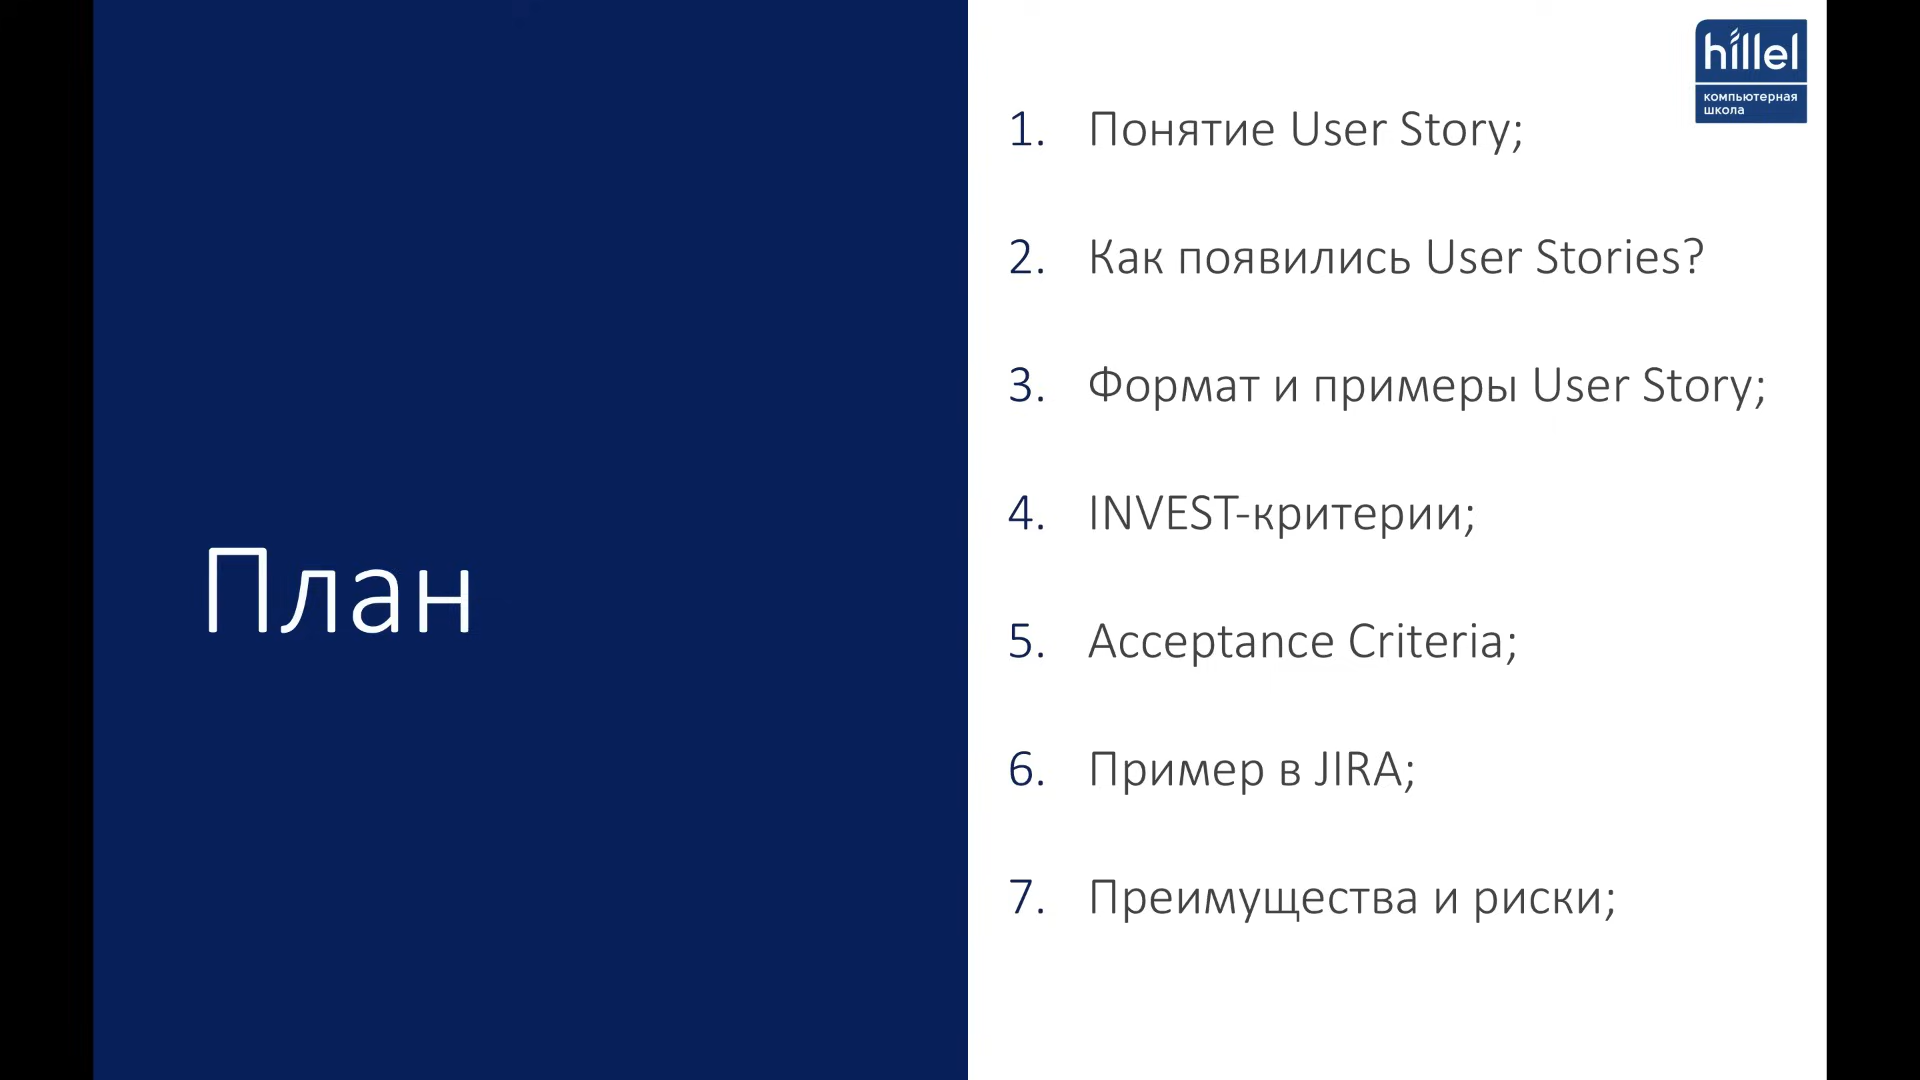 hillel
компьютерная
школа
План
1. Понятие User Story;
2. Как появились User Stories?
3. Формат и примеры User Story;
4. INVEST-критерии;
5. Acceptance Criteria;
6. Пример в JIRA;
7. Преимущества и риски;